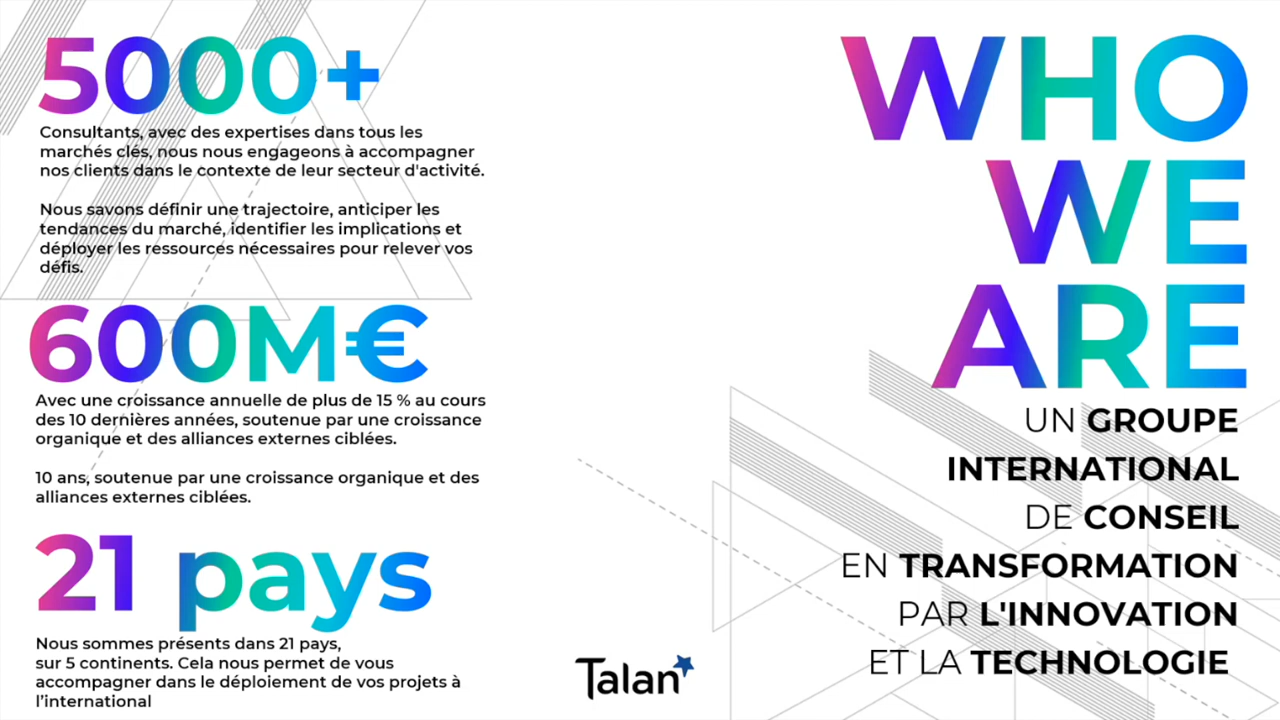 5000+
Consultants, avec des expertises dans tous les
marchés clés, nous nous engageons à accompagner
nos clients dans le contexte de leur secteur d'activité.
Nous savons définir une trajectoire, anticiper les
tendances du marché, identifier les implications et
déployer les ressources nécessaires pour relever vos
défis.
600M€
Avec une croissance annuelle de plus de 15 % au cours
des 10 dernières années, soutenue par une croissance
organique et des alliances externes ciblées.
10 ans, soutenue par une croissance organique et des
alliances externes ciblées.
21 pays
Nous sommes présents dans 21 pays,
sur 5 continents. Cela nous permet de vous
accompagner dans le déploiement de vos projets à
l’international
Talan
WHO
WE
ARE
UN GROUPE
INTERNATIONAL
DE CONSEIL
EN TRANSFORMATION
PAR L'INNOVATION
ET LA TECHNOLOGIE